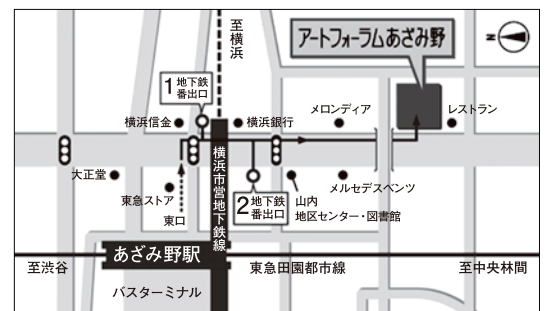 至横浜
アートフォーラムあざみ野
N
1 地下鉄
番出口
横浜信金
横浜銀行
メロンディア
レストラン
大正堂
東急ストア
東口
横浜市営地下鉄線
2 地下鉄
番出口
山内
地区センター・図書館
メルセデスベンツ
あざみ野駅
至渋谷
東急田園都市線
至中央林間
バスターミナル